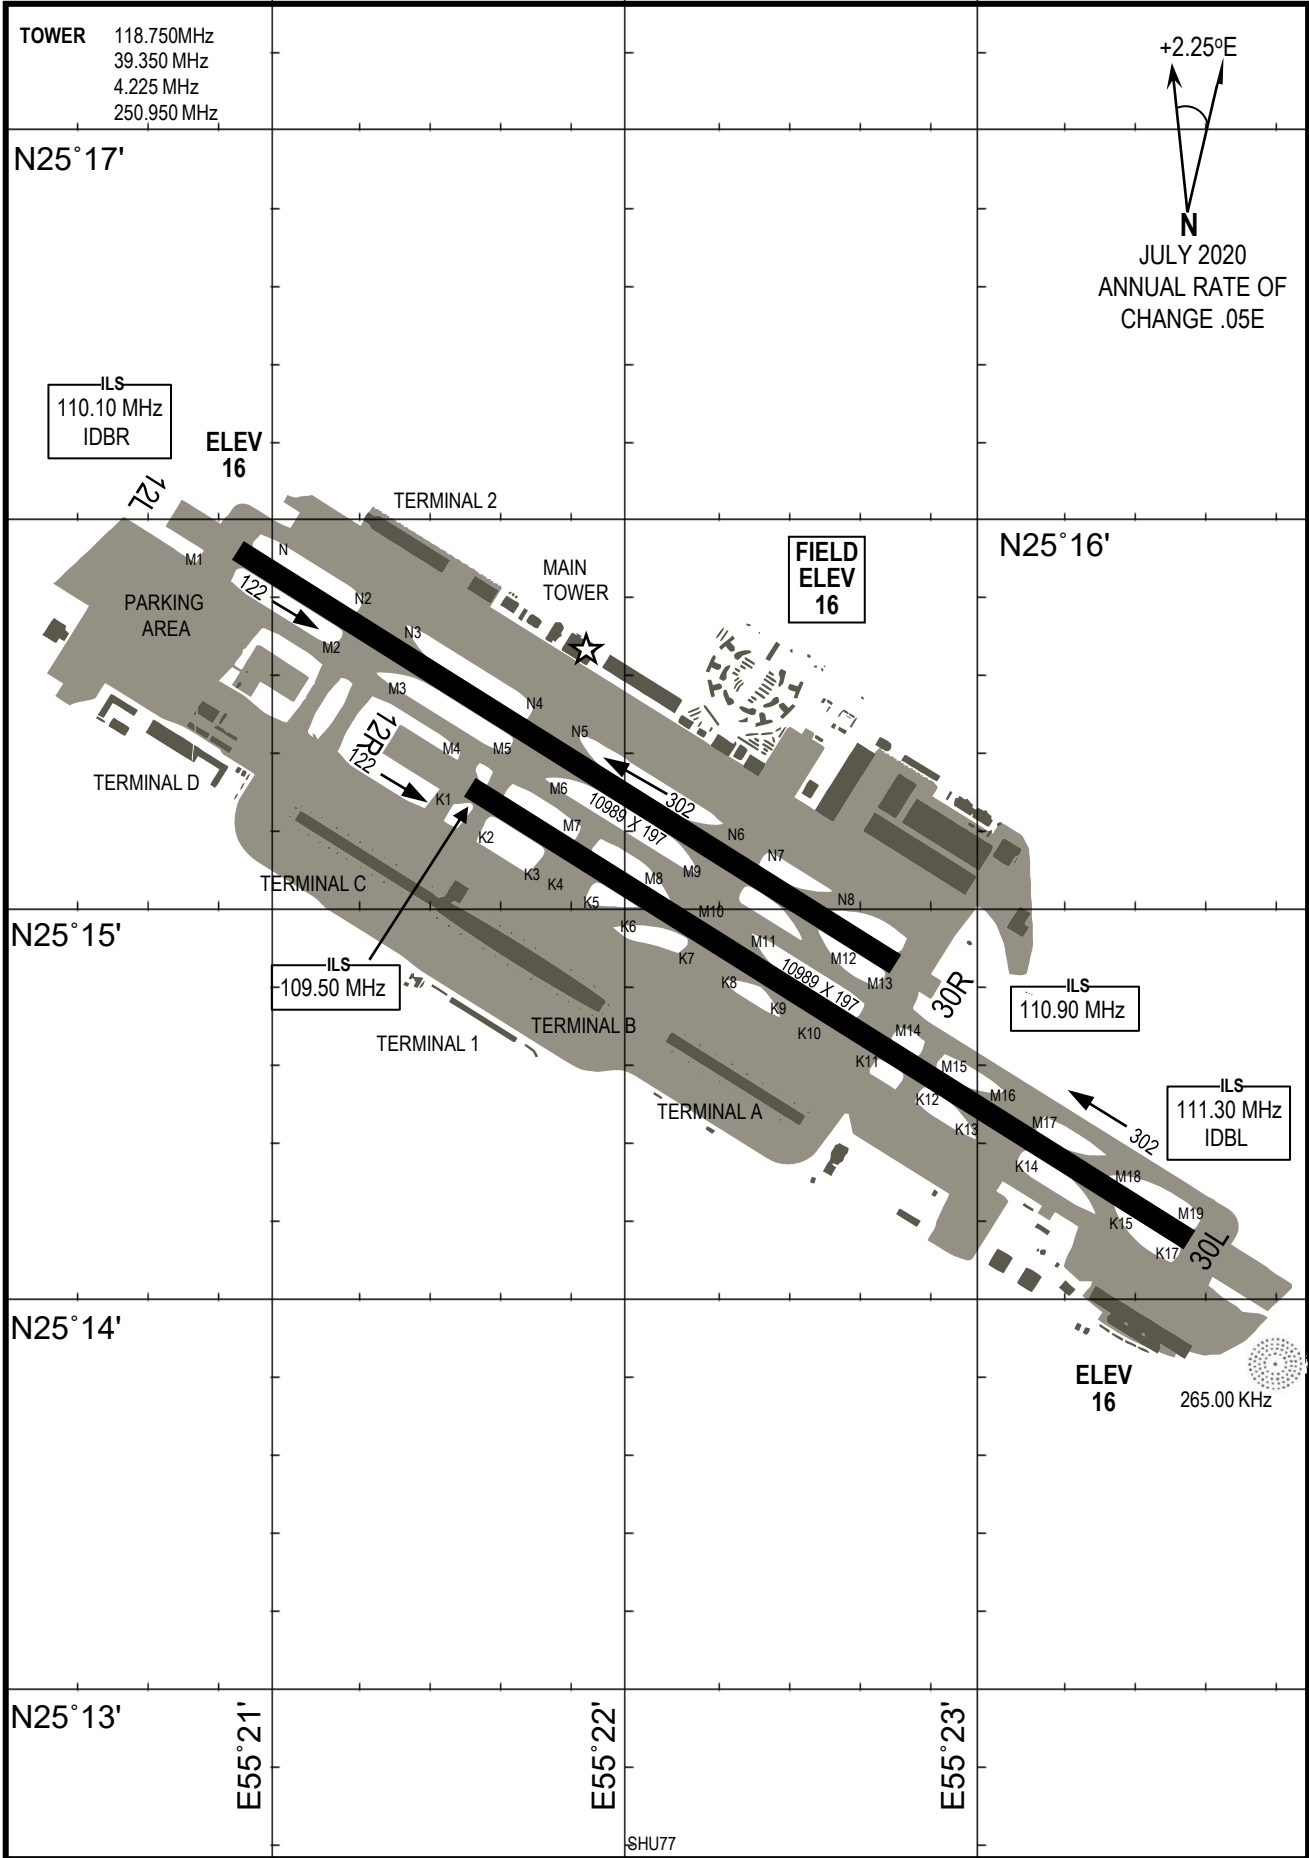 TOWER 118.750MHz
39.350 MHz
4.225 MHz
250.950 MHz
+2.25ºE
N
JULY 2020
ANNUAL RATE OF
CHANGE .05E
N25°17'
ILS
110.10 MHz
IDBR
ELEV
16
12L
TERMINAL 2
N25°16'
FIELD
ELEV
16
MAIN
TOWER
M1
N
122
PARKING
AREA
N2
N3
M2
M3
N4
N5
12R
122
M4
M5
TERMINAL D
K1
M6
302
10989 X 197
K2
M7
N6
N7
K3
K4
M8
M9
TERMINAL C
K5
N8
M10
N25°15'
K6
M11
K7
M12
ILS
109.50 MHz
10989 X 197
K8
M13
30R
ILS
110.90 MHz
K9
K10
TERMINAL B
TERMINAL 1
M14
K11
M15
ILS
111.30 MHz
IDBL
M16
K12
TERMINAL A
M17
K13
302
K14
M18
M19
K15
K17
30L
N25°14'
ELEV
16
265.00 KHz
N25°13'
E55°21'
E55°22'
E55°23'
SHU77